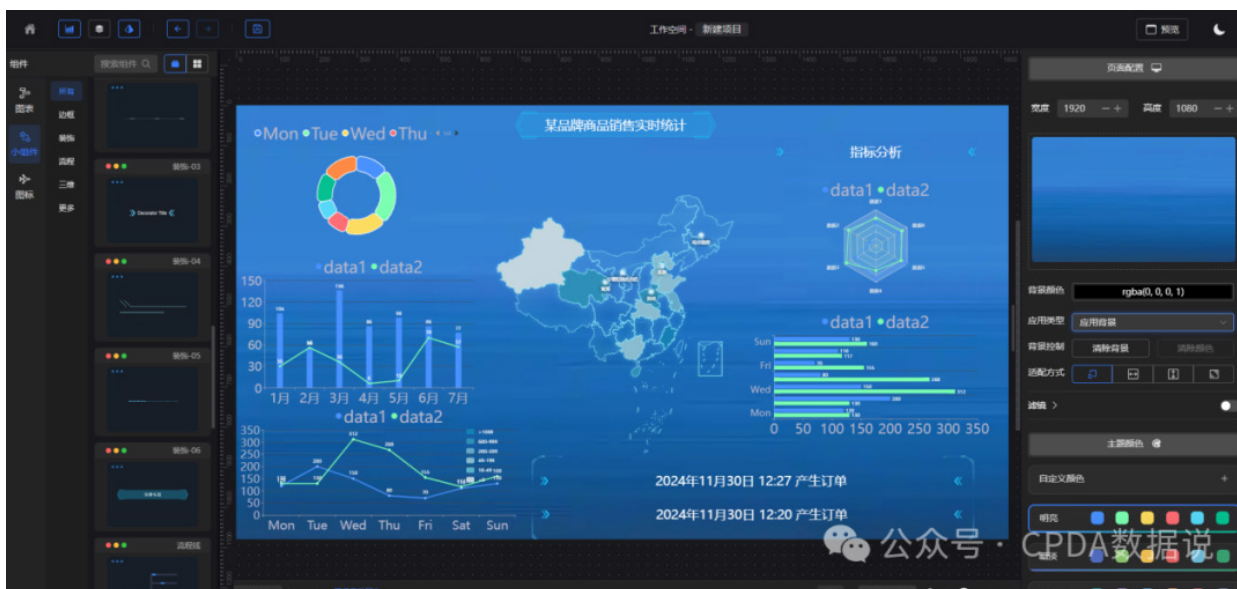 工作空间 - 新建项目
预览
组件
搜索组件
图表
小组件
图标
所有
边框
装饰
流程
三维
更多
装饰-03
Decorator Title
装饰-04
装饰-05
装饰-06
流程线
某品牌商品销售实时统计
Mon Tue Wed Thu
data1 data2
150
120
90
60
30
0
1月 2月 3月 4月 5月 6月 7月
data1 data2
350
300
250
200
150
100
50
0
Mon Tue Wed Thu Fri Sat Sun
指标分析
data1 data2
data1 data2
Sun
Fri
Wed
Mon
0 50 100 150 200 250 300 350
2024年11月30日 12:27 产生订单
2024年11月30日 12:20 产生订单
页面配置
宽度 1920 高度 1080
背景颜色 rgba(0, 0, 0, 1)
应用类型 应用背景
背景控制 清除背景 清除颜色
适配方式
滤镜
主题颜色
自定义颜色
明亮
公众号 · CPDA数据说